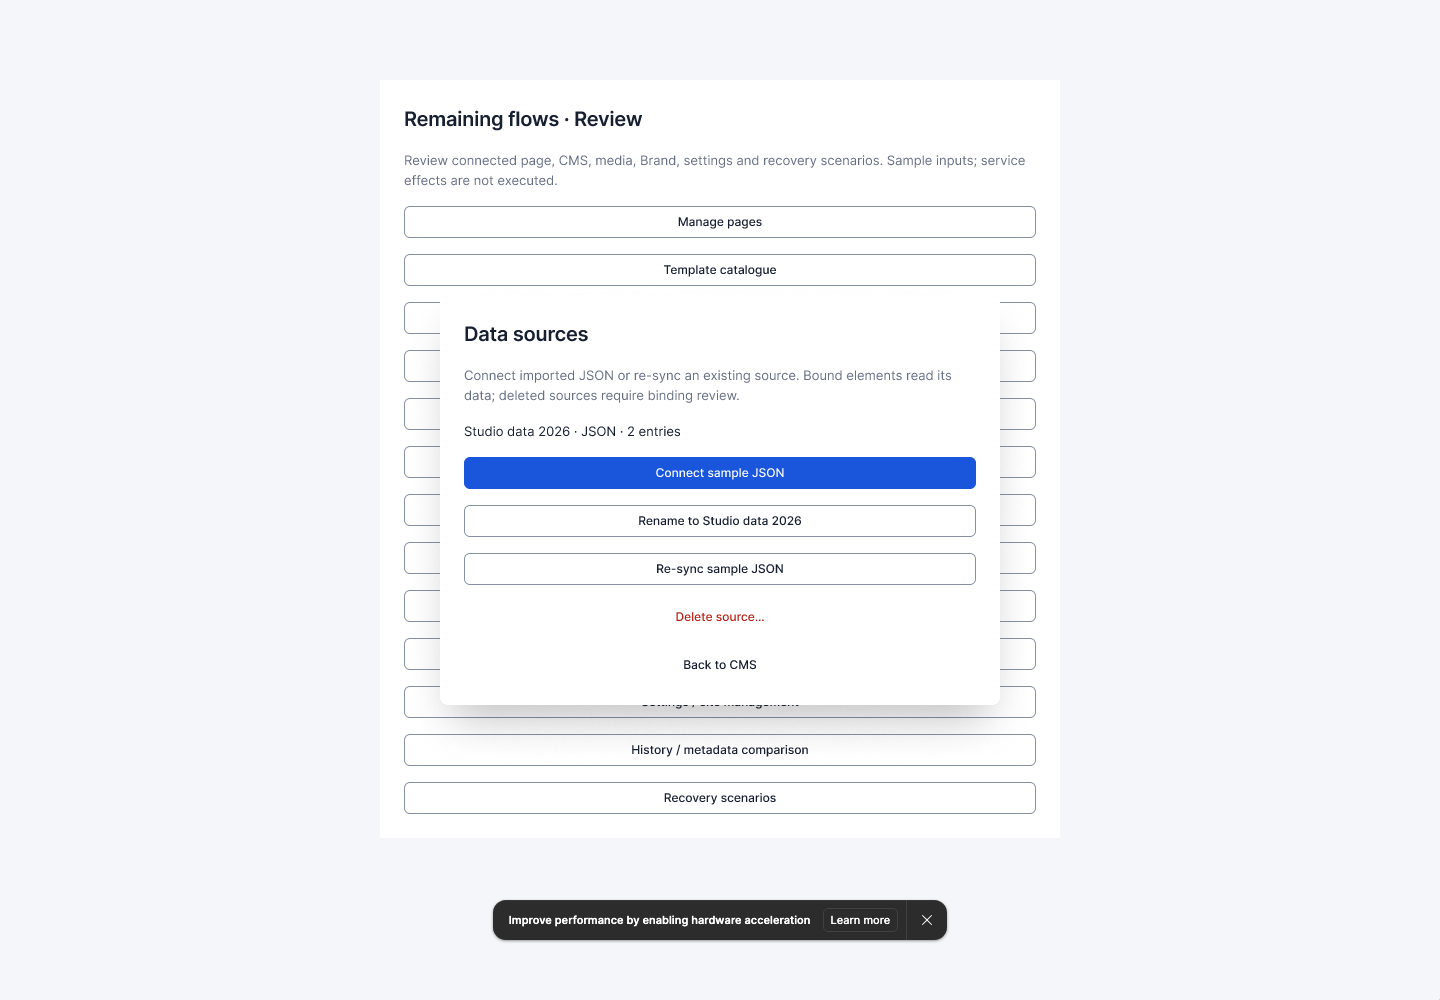 Remaining flows · Review
Review connected page, CMS, media, Brand, settings and recovery scenarios. Sample inputs; service
effects are not executed.
Manage pages
Template catalogue
Data sources
Connect imported JSON or re-sync an existing source. Bound elements read its
data; deleted sources require binding review.
Studio data 2026 · JSON · 2 entries
Connect sample JSON
Rename to Studio data 2026
Re-sync sample JSON
Delete source...
Back to CMS
History / metadata comparison
Recovery scenarios
Improve performance by enabling hardware acceleration
Learn more